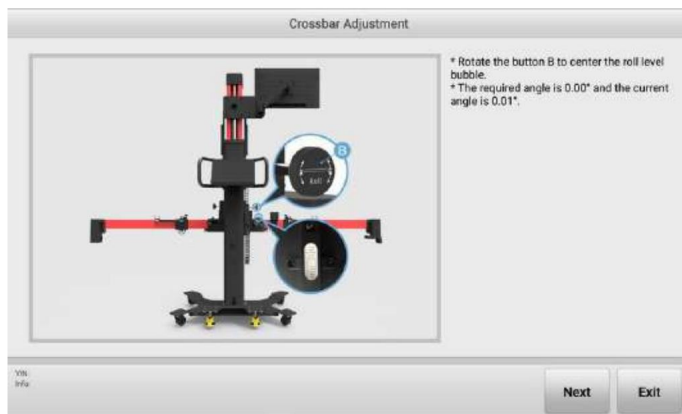 Crossbar Adjustment
* Rotate the button B to center the roll level
bubble.
* The required angle is 0.00° and the current
angle is 0.01°.
B
Roll
VIN:
Info:
Next
Exit